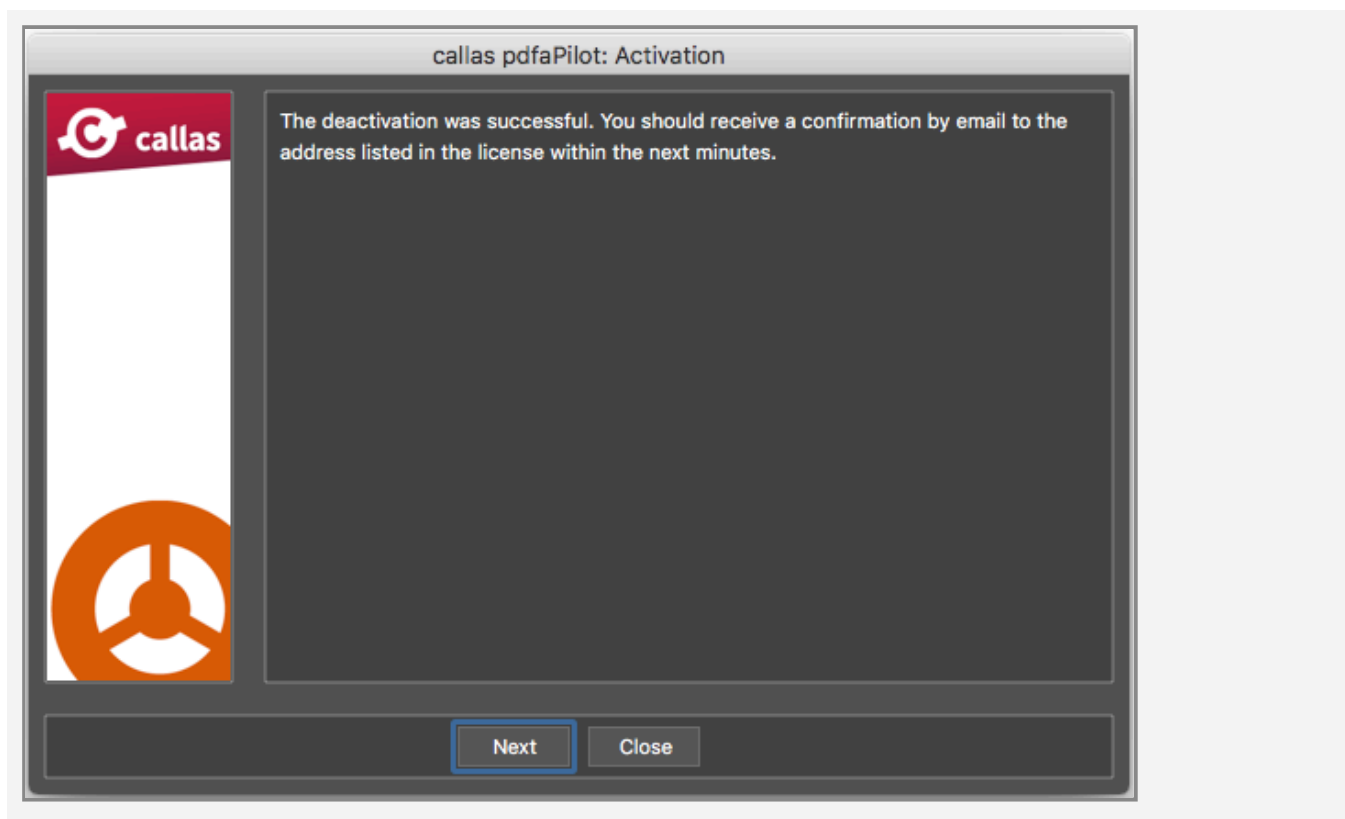 callas pdfaPilot: Activation
callas
The deactivation was successful. You should receive a confirmation by email to the
address listed in the license within the next minutes.
Next
Close